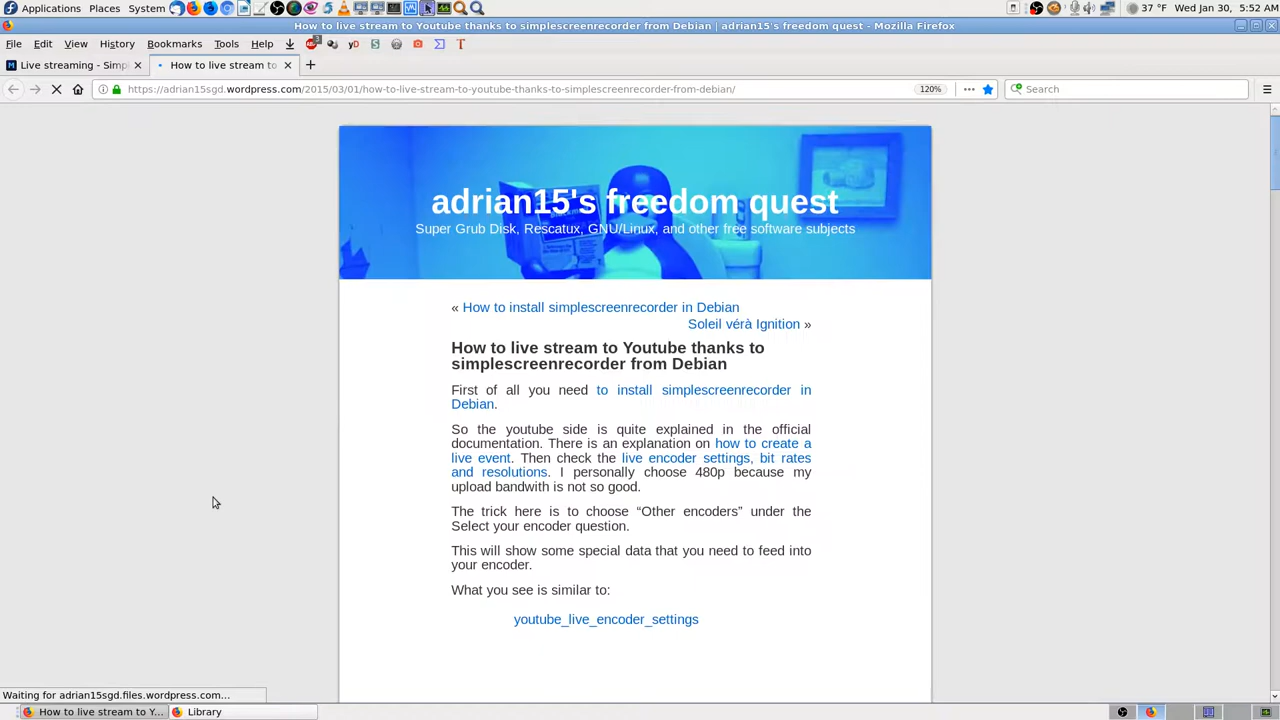 Applications Places System 37 °F Wed Jan 30, 5:52 AM
How to live stream to Youtube thanks to simplescreenrecorder from Debian | adrian15's freedom quest - Mozilla Firefox
File Edit View History Bookmarks Tools Help
Live streaming - Simpl How to live stream to
https://adrian15sgd.wordpress.com/2015/03/01/how-to-live-stream-to-youtube-thanks-to-simplescreenrecorder-from-debian/ 120% Search
adrian15's freedom quest
Super Grub Disk, Rescatux, GNU/Linux, and other free software subjects
« How to install simplescreenrecorder in Debian
Soleil vérà Ignition »
How to live stream to Youtube thanks to
simplescreenrecorder from Debian
First of all you need to install simplescreenrecorder in
Debian.
So the youtube side is quite explained in the official
documentation. There is an explanation on how to create a
live event. Then check the live encoder settings, bit rates
and resolutions. I personally choose 480p because my
upload bandwith is not so good.
The trick here is to choose “Other encoders” under the
Select your encoder question.
This will show some special data that you need to feed into
your encoder.
What you see is similar to:
youtube_live_encoder_settings
Waiting for adrian15sgd.files.wordpress.com...
How to live stream to Y... Library